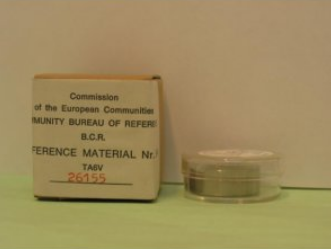 Commission
of the European Communities
MUNITY BUREAU OF REFERE
B.C.R.
FERENCE MATERIAL Nr.
TA6V
26155